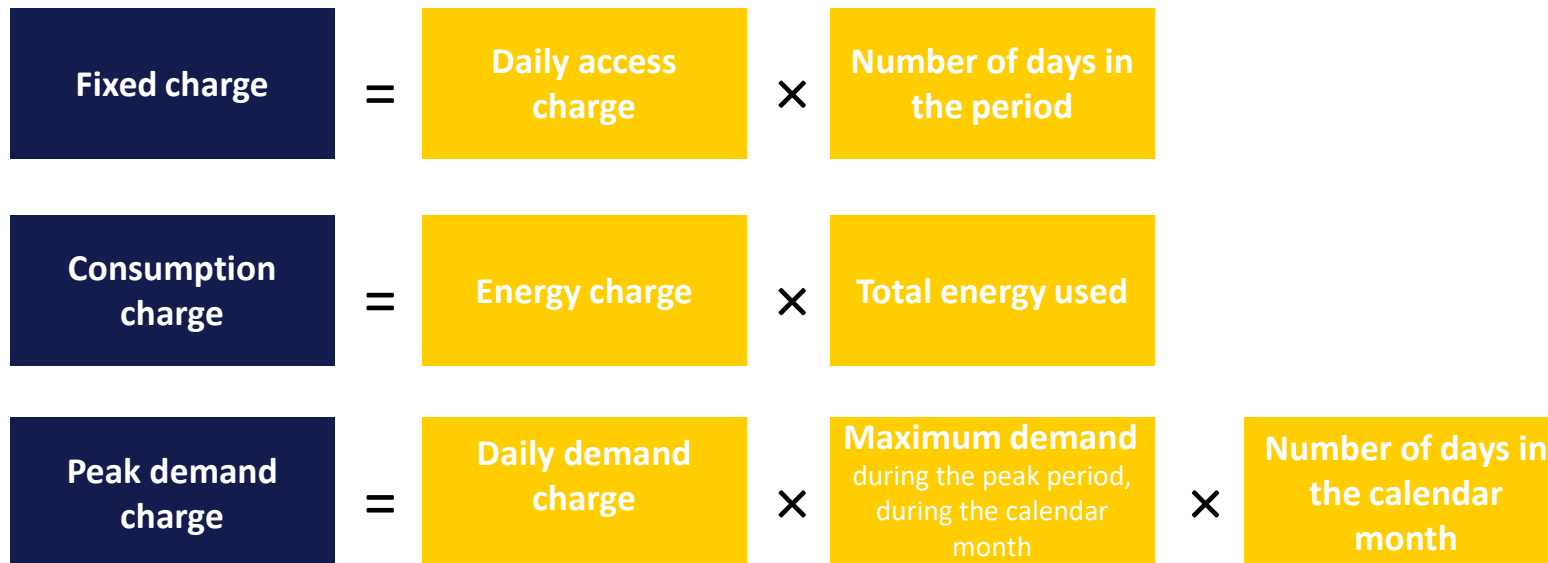 Fixed charge
=
Daily access
charge
×
Number of days in
the period
Consumption
charge
=
Energy charge
×
Total energy used
Peak demand
charge
=
Daily demand
charge
×
Maximum demand
during the peak period,
during the calendar
month
×
Number of days in
the calendar
month